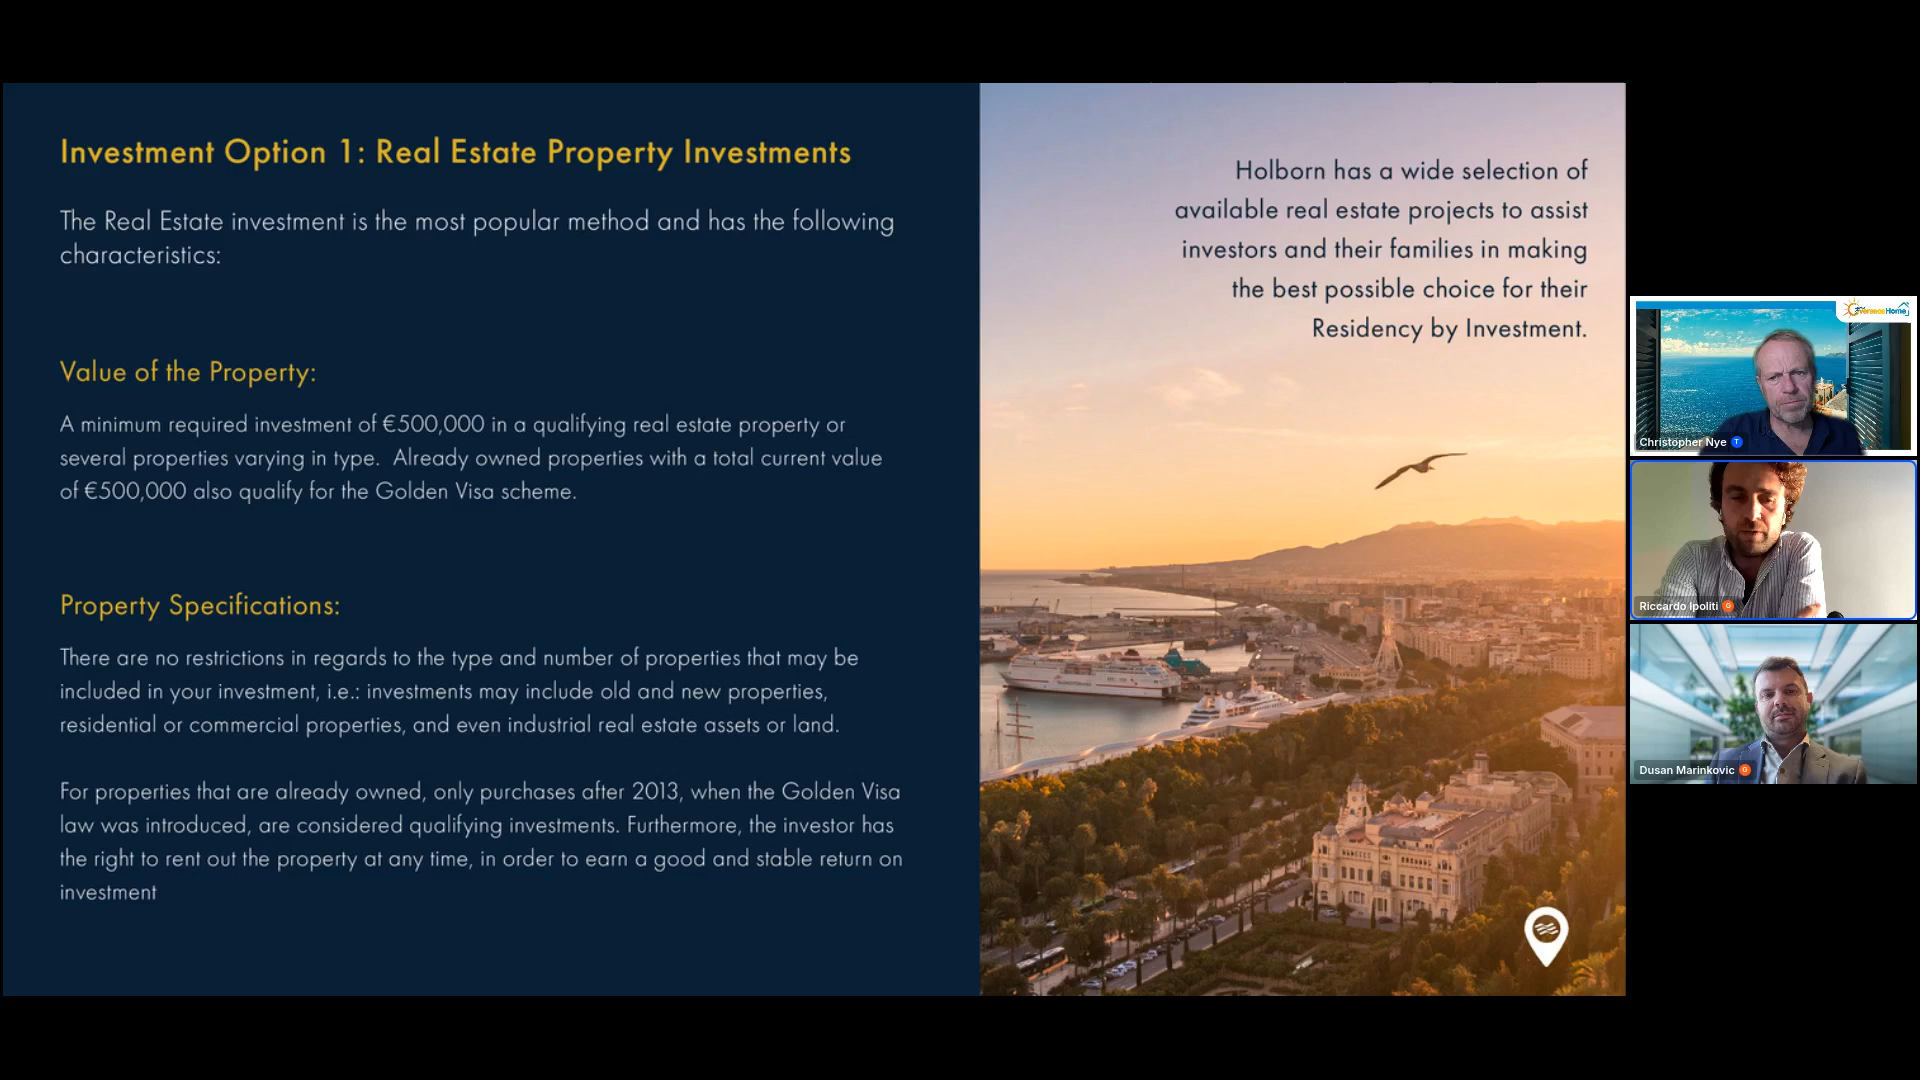 Investment Option 1: Real Estate Property Investments
The Real Estate investment is the most popular method and has the following
characteristics:
Value of the Property:
A minimum required investment of €500,000 in a qualifying real estate property or
several properties varying in type.  Already owned properties with a total current value
of €500,000 also qualify for the Golden Visa scheme.
Property Specifications:
There are no restrictions in regards to the type and number of properties that may be
included in your investment, i.e.: investments may include old and new properties,
residential or commercial properties, and even industrial real estate assets or land.
For properties that are already owned, only purchases after 2013, when the Golden Visa
law was introduced, are considered qualifying investments. Furthermore, the investor has
the right to rent out the property at any time, in order to earn a good and stable return on
investment
Holborn has a wide selection of
available real estate projects to assist
investors and their families in making
the best possible choice for their
Residency by Investment.
Christopher Nye T
Riccardo Ipoliti G
Dusan Marinkovic G